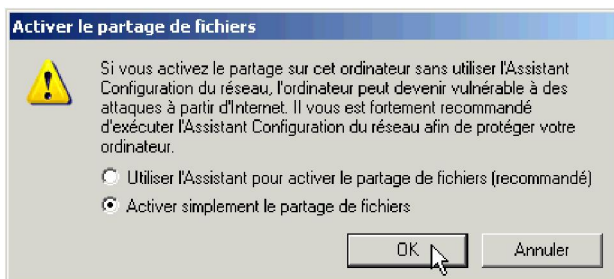 Activer le partage de fichiers
Si vous activez le partage sur cet ordinateur sans utiliser l'Assistant
Configuration du réseau, l'ordinateur peut devenir vulnérable à des
attaques à partir d'Internet. Il vous est fortement recommandé
d'exécuter l'Assistant Configuration du réseau afin de protéger votre
ordinateur.
Utiliser l'Assistant pour activer le partage de fichiers (recommandé)
Activer simplement le partage de fichiers
OK
Annuler